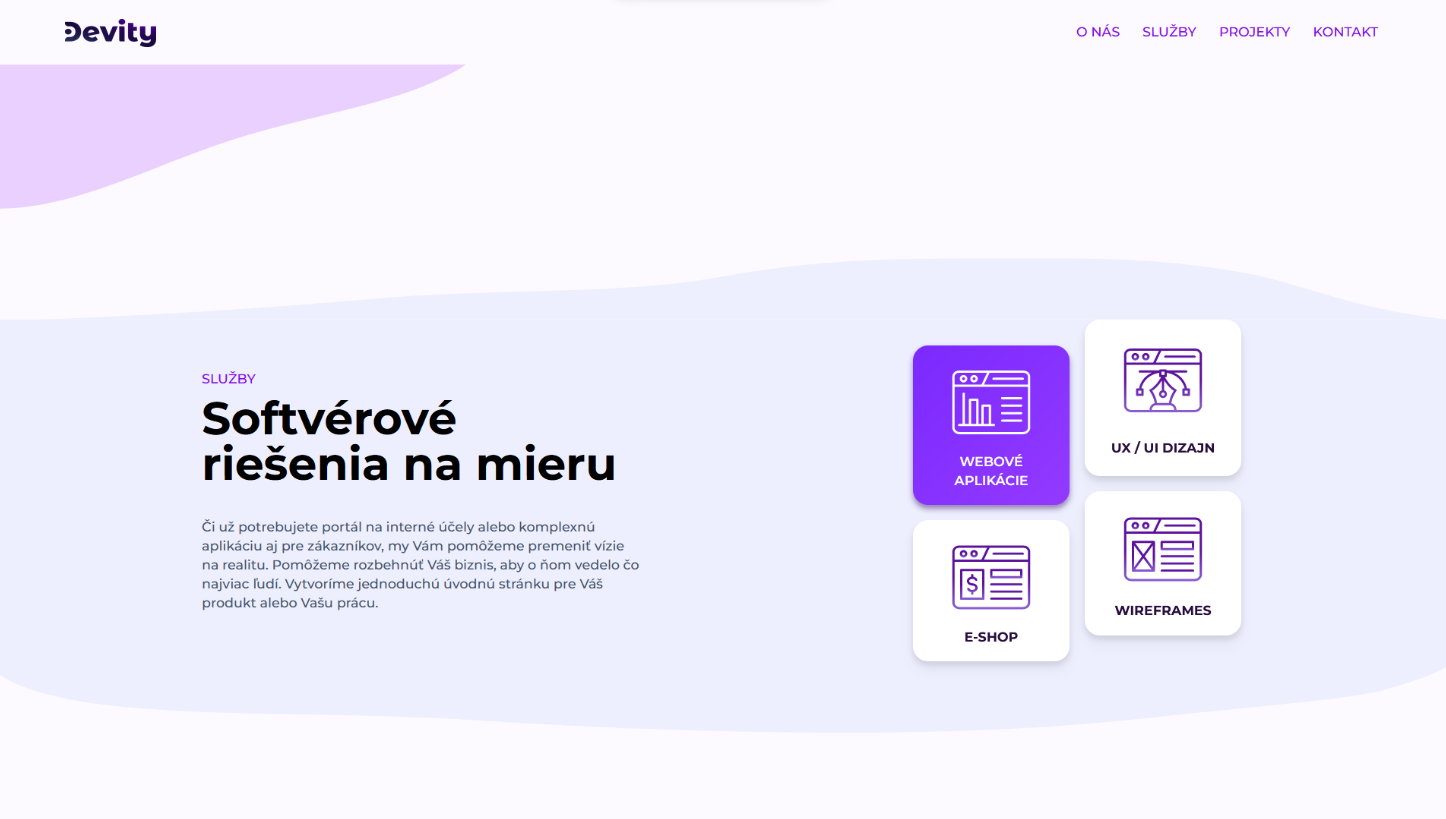 Devity
O NÁS
SLUŽBY
PROJEKTY
KONTAKT
SLUŽBY
Softvérové
riešenia na mieru
Či už potrebujete portál na interné účely alebo komplexnú
aplikáciu aj pre zákazníkov, my Vám pomôžeme premeniť vízie
na realitu. Pomôžeme rozbehnúť Váš biznis, aby o ňom vedelo čo
najviac ľudí. Vytvoríme jednoduchú úvodnú stránku pre Váš
produkt alebo Vašu prácu.
WEBOVÉ
APLIKÁCIE
UX / UI DIZAJN
$
E-SHOP
WIREFRAMES